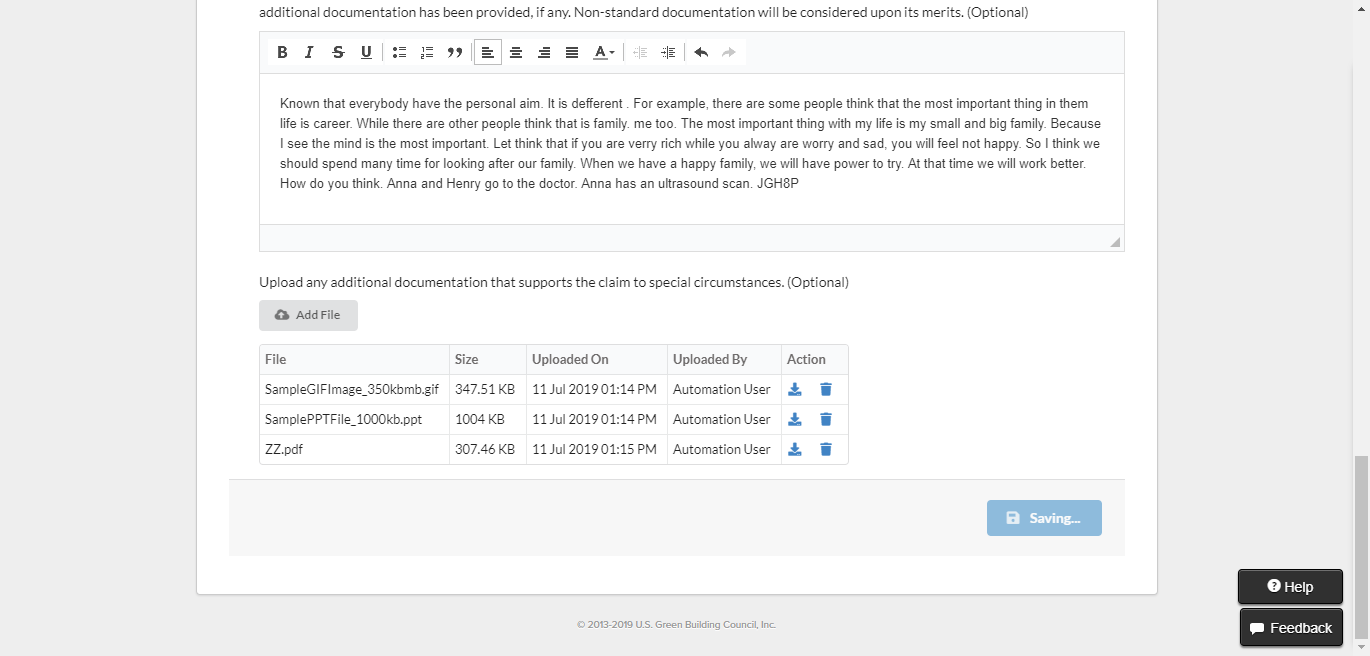 additional documentation has been provided, if any. Non-standard documentation will be considered upon its merits. (Optional)
B I S U A
Known that everybody have the personal aim. It is defferent . For example, there are some people think that the most important thing in them
life is career. While there are other people think that is family. me too. The most important thing with my life is my small and big family. Because
I see the mind is the most important. Let think that if you are verry rich while you alway are worry and sad, you will feel not happy. So I think we
should spend many time for looking after our family. When we have a happy family, we will have power to try. At that time we will work better.
How do you think. Anna and Henry go to the doctor. Anna has an ultrasound scan. JGH8P
Upload any additional documentation that supports the claim to special circumstances. (Optional)
Add File
File Size Uploaded On Uploaded By Action
SampleGIFImage_350kbmb.gif 347.51 KB 11 Jul 2019 01:14 PM Automation User
SamplePPTFile_1000kb.ppt 1004 KB 11 Jul 2019 01:14 PM Automation User
ZZ.pdf 307.46 KB 11 Jul 2019 01:15 PM Automation User
Saving...
Help
Feedback
© 2013-2019 U.S. Green Building Council, Inc.